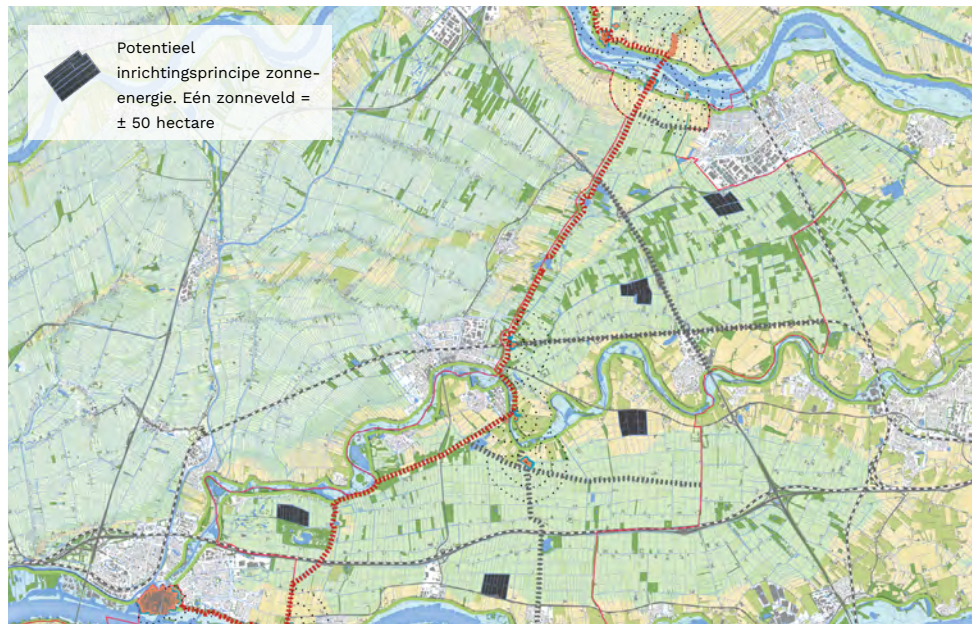 Potentieel
inrichtingsprincipe zonne-
energie. Eén zonneveld =
± 50 hectare